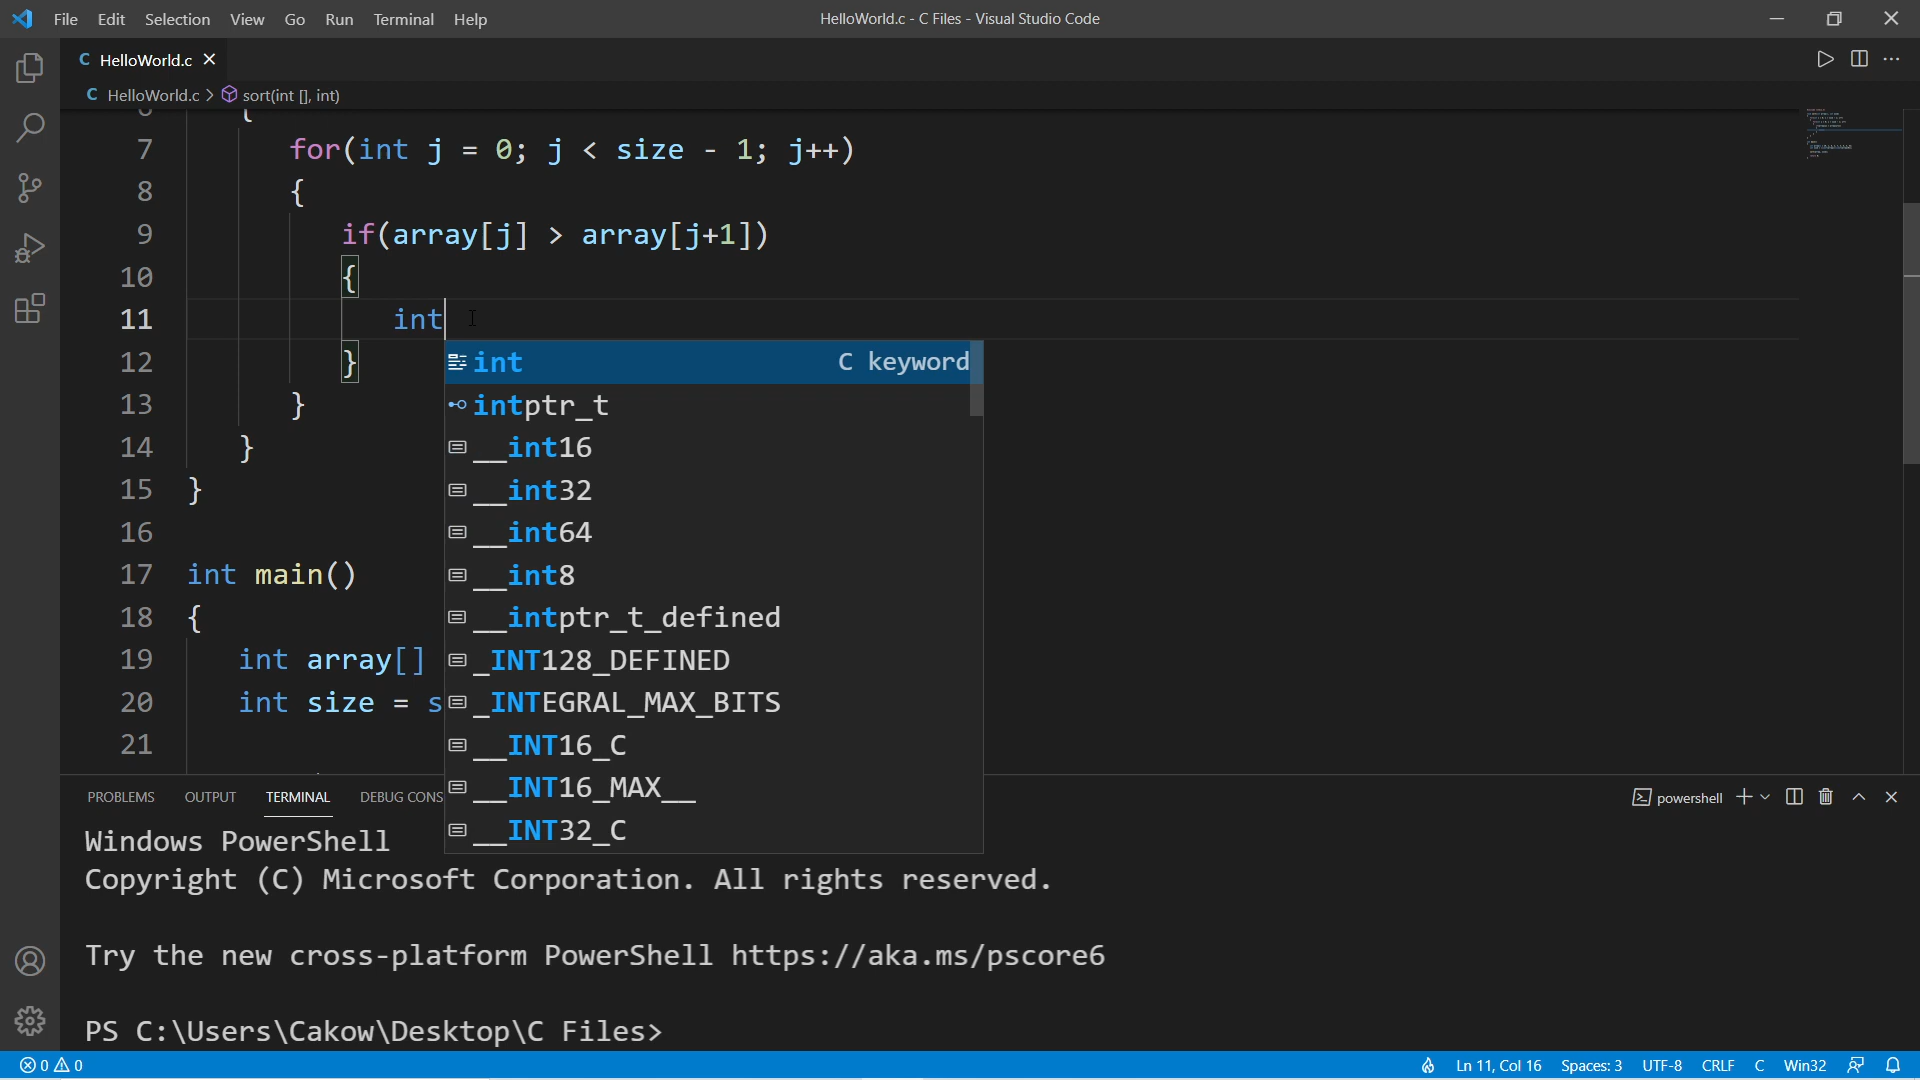 File Edit Selection View Go Run Terminal Help HelloWorld.c - C Files - Visual Studio Code
C HelloWorld.c
C HelloWorld.c > sort(int [], int)
6 {
7 for(int j = 0; j < size - 1; j++)
8 {
9 if(array[j] > array[j+1])
10 {
11 int
12 }
13 }
14 }
15 }
16
17 int main()
18 {
19 int array[]
20 int size = s
21
int C keyword
intptr_t
__int16
__int32
__int64
__int8
__intptr_t_defined
_INT128_DEFINED
_INTEGRAL_MAX_BITS
__INT16_C
__INT16_MAX__
__INT32_C
PROBLEMS OUTPUT TERMINAL DEBUG CONS powershell
Windows PowerShell
Copyright (C) Microsoft Corporation. All rights reserved.
Try the new cross-platform PowerShell https://aka.ms/pscore6
PS C:\Users\Cakow\Desktop\C Files>
0 0 Ln 11, Col 16 Spaces: 3 UTF-8 CRLF C Win32